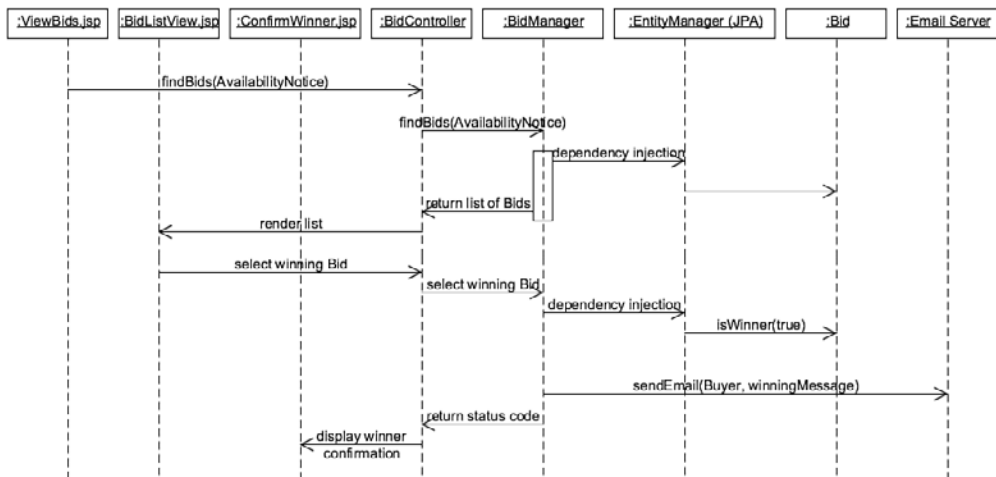 :ViewBids.jsp
:BidListView.jsp
:ConfirmWinner.jsp
:BidController
:BidManager
:EntityManager (JPA)
:Bid
:Email Server
findBids(AvailabilityNotice)
findBids(AvailabilityNotice)
dependency injection
return list of Bids
render list
select winning Bid
select winning Bid
dependency injection
isWinner(true)
sendEmail(Buyer, winningMessage)
return status code
display winner
confirmation